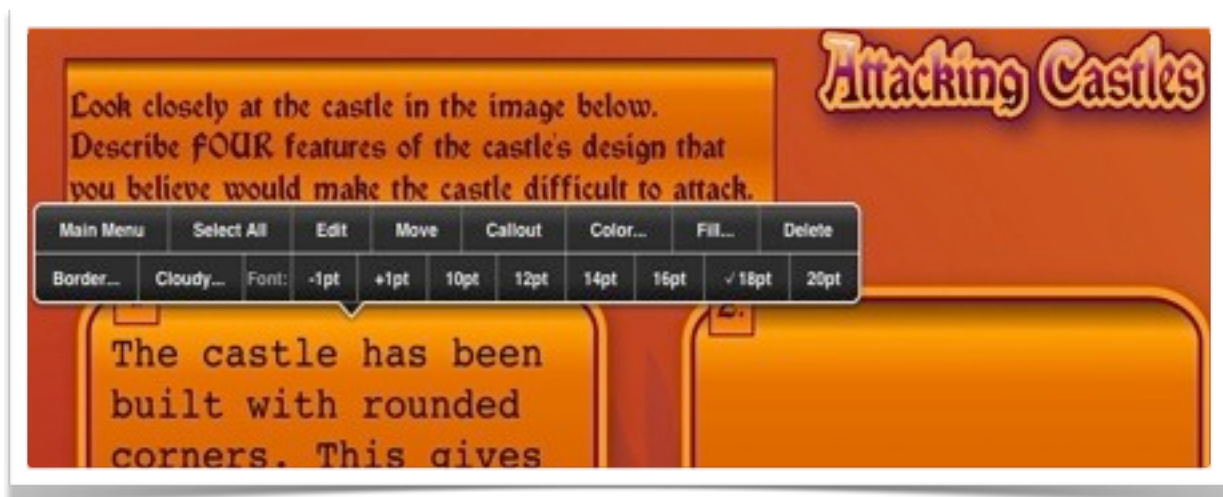 Attacking Castles
Look closely at the castle in the image below.
Describe FOUR features of the castle's design that
you believe would make the castle difficult to attack.
Main Menu Select All Edit Move Callout Color... Fill... Delete
Border... Cloudy... Font: -1pt +1pt 10pt 12pt 14pt 16pt ✓18pt 20pt
2.
The castle has been
built with rounded
corners. This gives